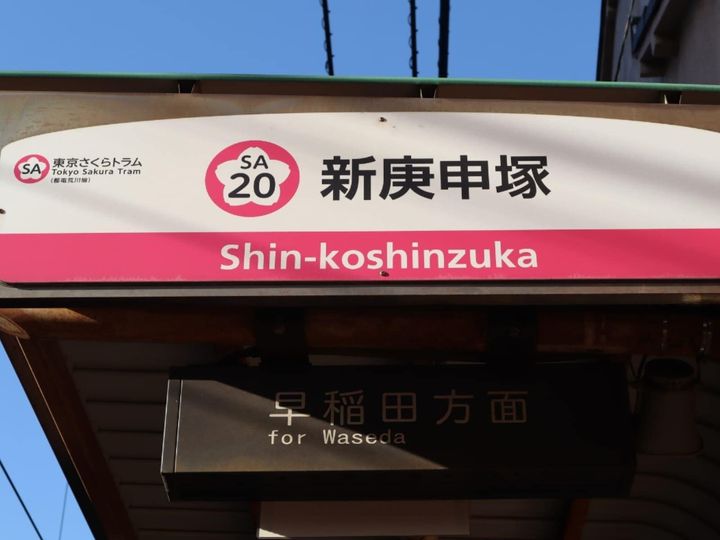 SA
東京さくらトラム
Tokyo Sakura Tram
(都電荒川線)
SA
20
新庚申塚
Shin-koshinzuka
早稲田方面
for Waseda